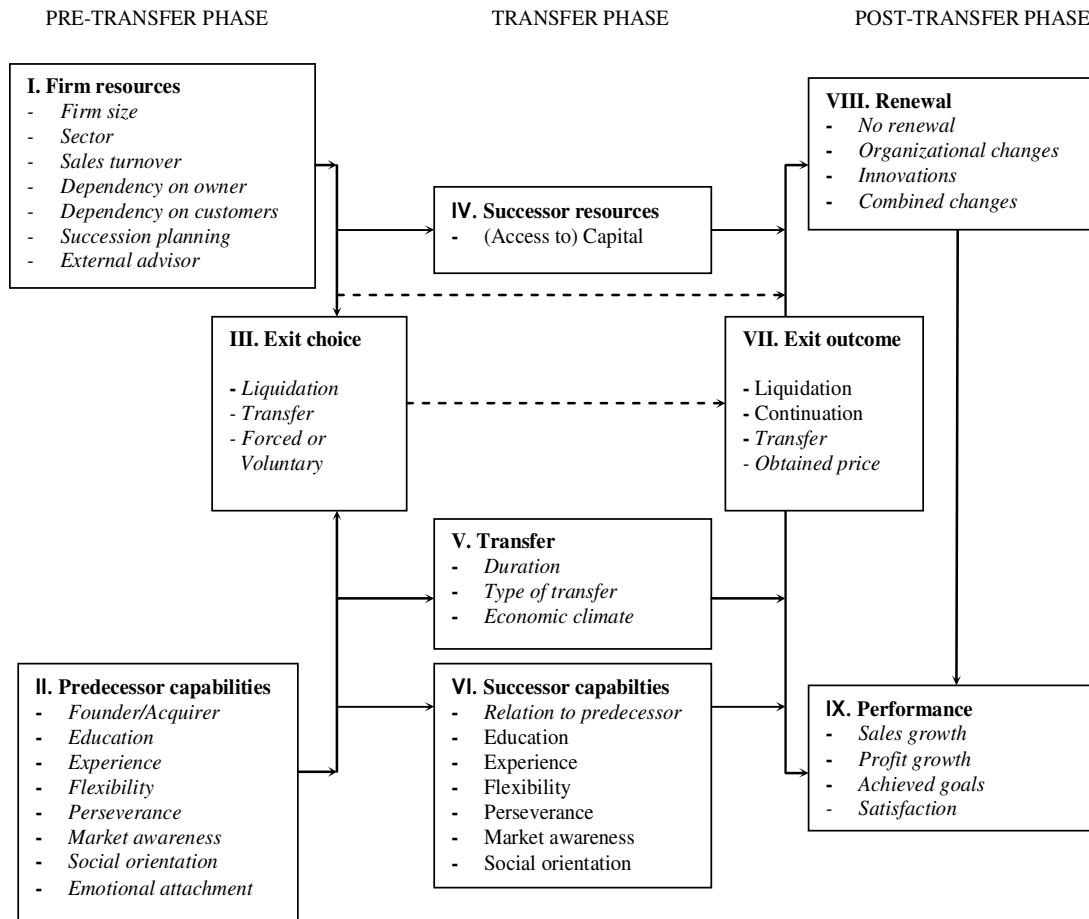 PRE-TRANSFER PHASE
TRANSFER PHASE
POST-TRANSFER PHASE
I. Firm resources
- Firm size
- Sector
- Sales turnover
- Dependency on owner
- Dependency on customers
- Succession planning
- External advisor
VIII. Renewal
- No renewal
- Organizational changes
- Innovations
- Combined changes
IV. Successor resources
- (Access to) Capital
III. Exit choice
- Liquidation
- Transfer
- Forced or
Voluntary
VII. Exit outcome
- Liquidation
- Continuation
- Transfer
- Obtained price
V. Transfer
- Duration
- Type of transfer
- Economic climate
II. Predecessor capabilities
- Founder/Acquirer
- Education
- Experience
- Flexibility
- Perseverance
- Market awareness
- Social orientation
- Emotional attachment
VI. Successor capabilties
- Relation to predecessor
- Education
- Experience
- Flexibility
- Perseverance
- Market awareness
- Social orientation
IX. Performance
- Sales growth
- Profit growth
- Achieved goals
- Satisfaction